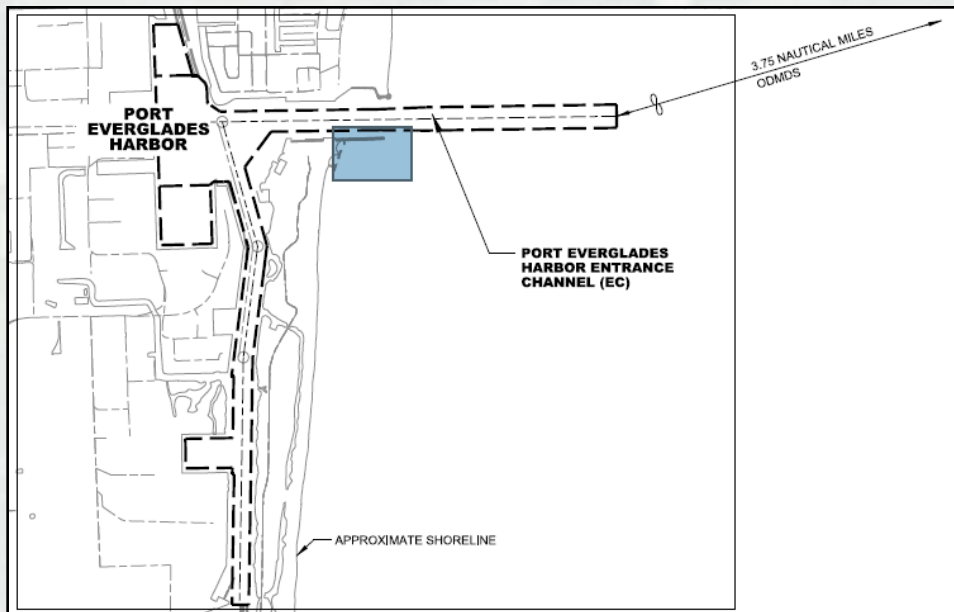 3.75 NAUTICAL MILES
ODMDS
PORT
EVERGLADES
HARBOR
PORT EVERGLADES
HARBOR ENTRANCE
CHANNEL (EC)
APPROXIMATE SHORELINE